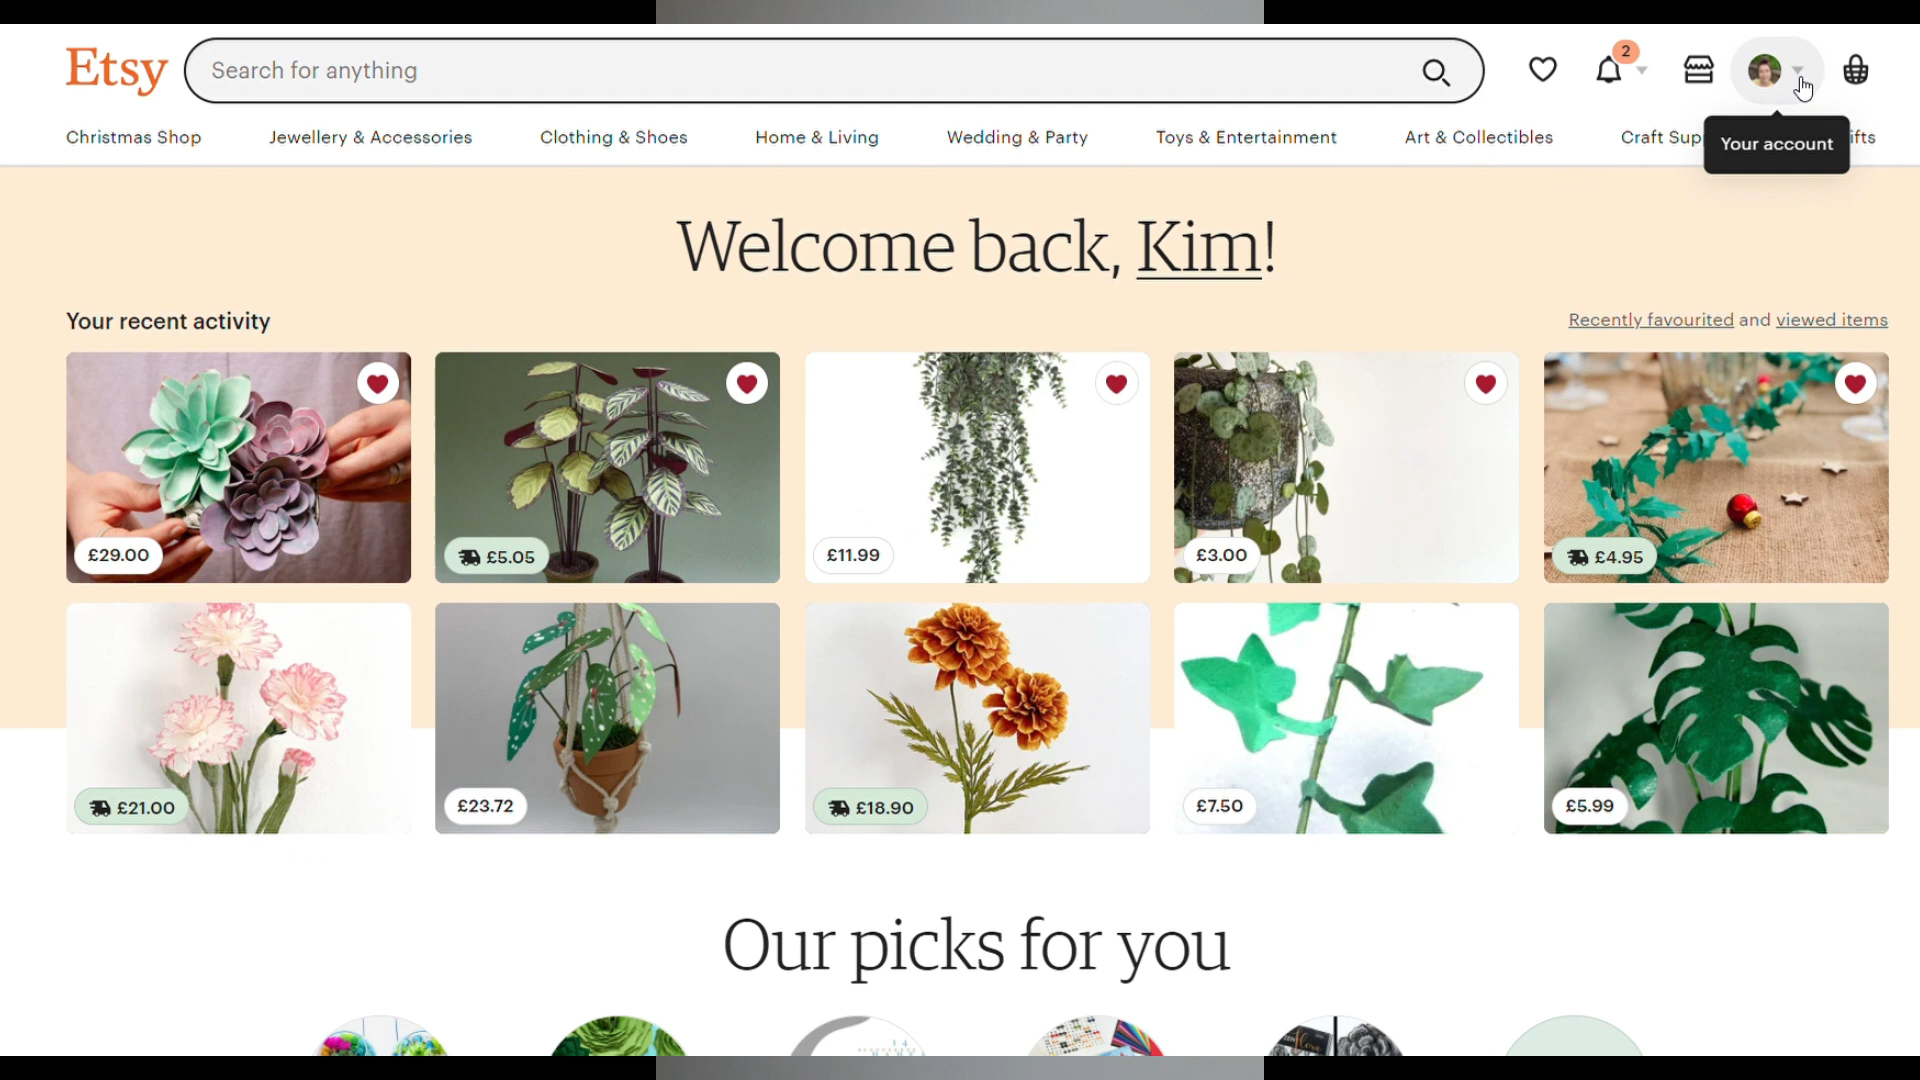 Etsy
Search for anything
2
Christmas Shop
Jewellery & Accessories
Clothing & Shoes
Home & Living
Wedding & Party
Toys & Entertainment
Art & Collectibles
Craft Sup
ifts
Your account
Welcome back, Kim!
Your recent activity
Recently favourited and viewed items
£29.00
£5.05
£11.99
£3.00
£4.95
£21.00
£23.72
£18.90
£7.50
£5.99
Our picks for you